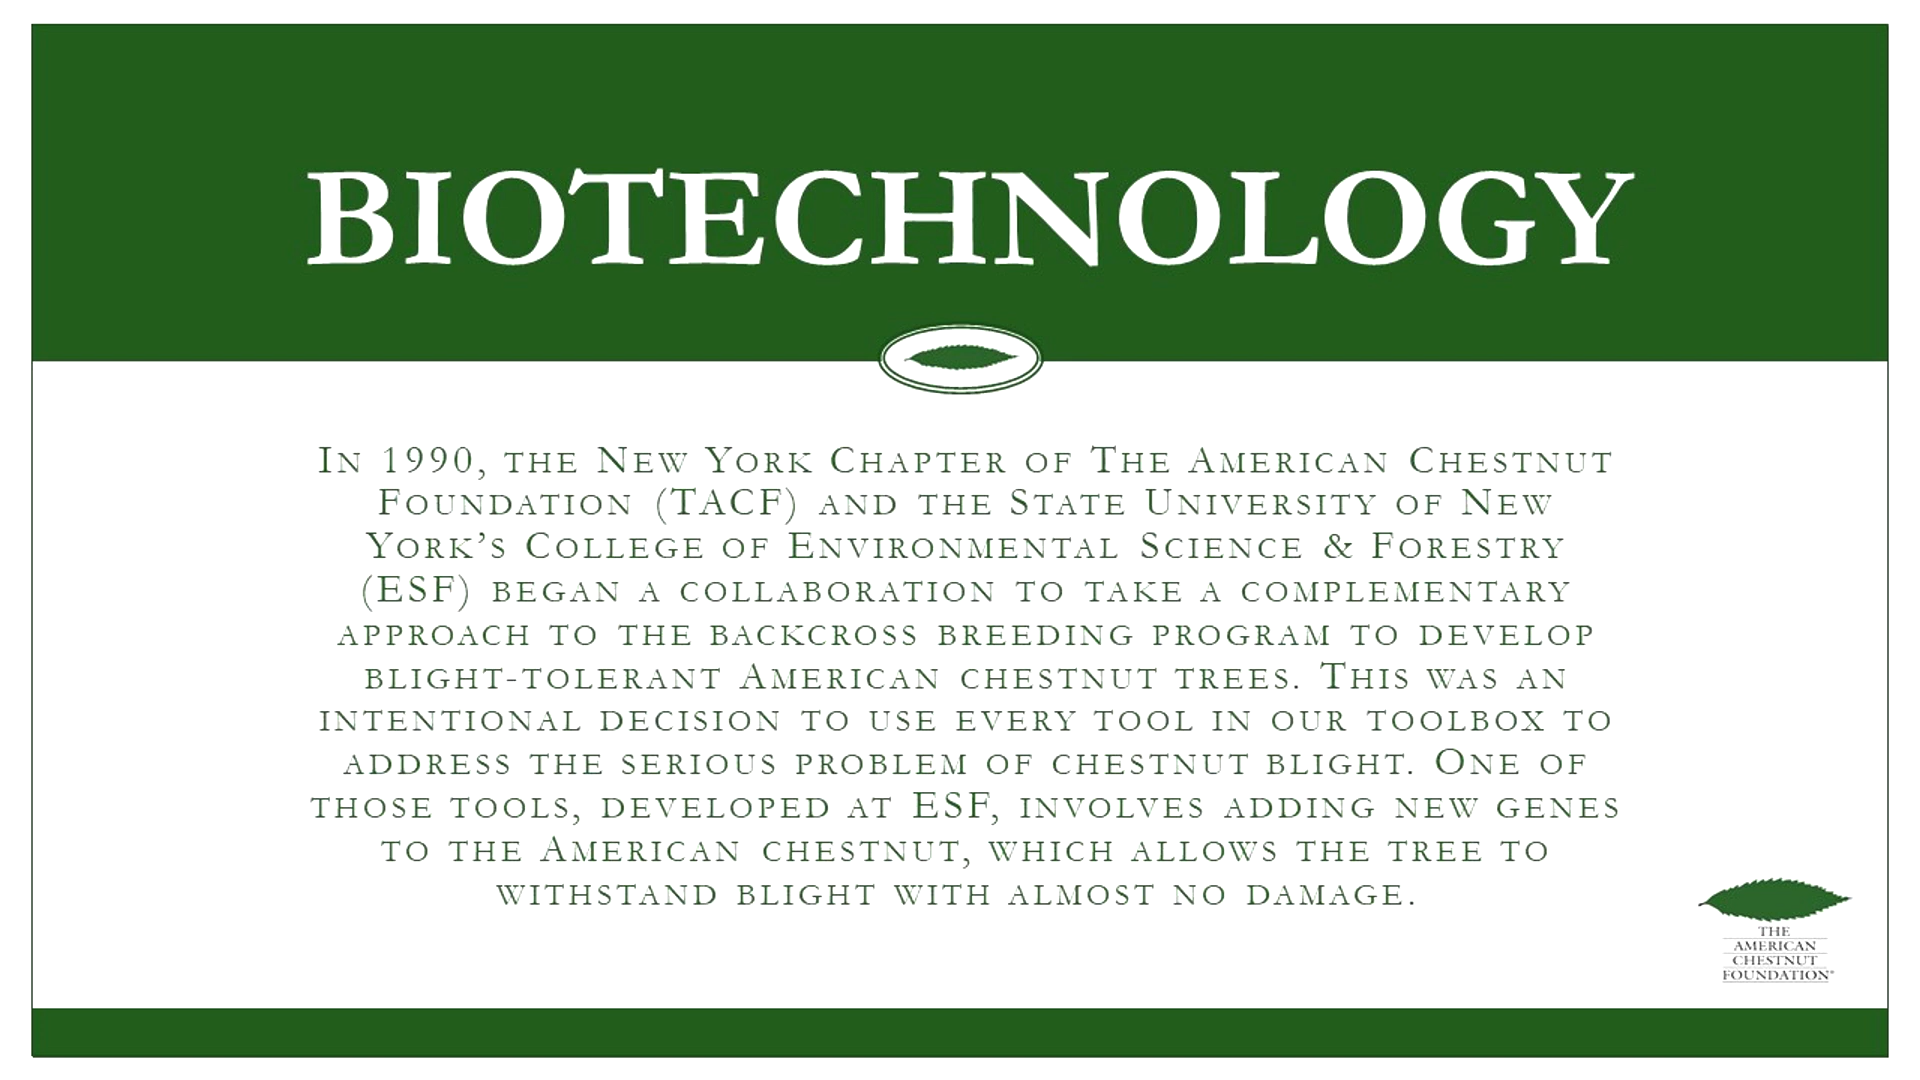 BIOTECHNOLOGY
In 1990, the New York Chapter of The American Chestnut
Foundation (TACF) and the State University of New
York’s College of Environmental Science & Forestry
(ESF) began a collaboration to take a complementary
approach to the backcross breeding program to develop
blight-tolerant American chestnut trees. This was an
intentional decision to use every tool in our toolbox to
address the serious problem of chestnut blight. One of
those tools, developed at ESF, involves adding new genes
to the American chestnut, which allows the tree to
withstand blight with almost no damage.
THE
AMERICAN
CHESTNUT
FOUNDATION®